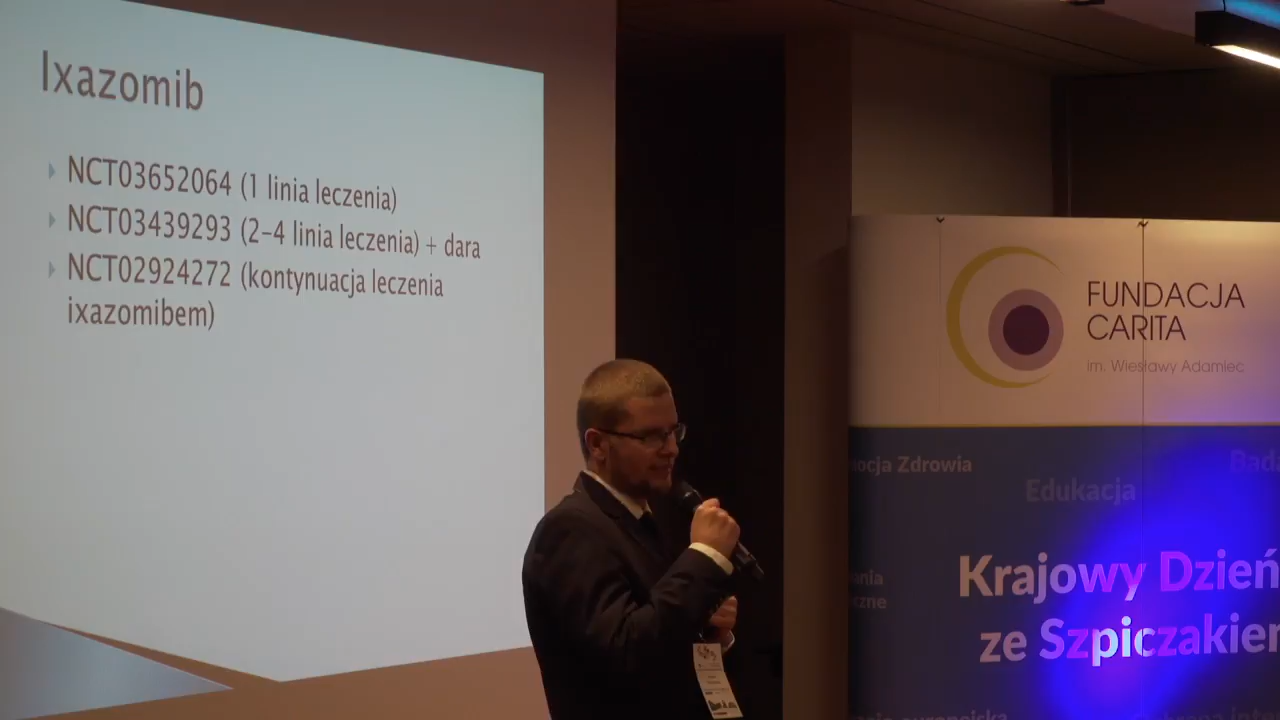 Ixazomib
NCT03652064 (1 linia leczenia)
NCT03439293 (2-4 linia leczenia) + dara
NCT02924272 (kontynuacja leczenia
ixazomibem)
FUNDACJA
CARITA
im. Wiesławy Adamiec
ocja Zdrowia
Bada
Edukacja
Krajowy Dzień
ze Szpiczakiem